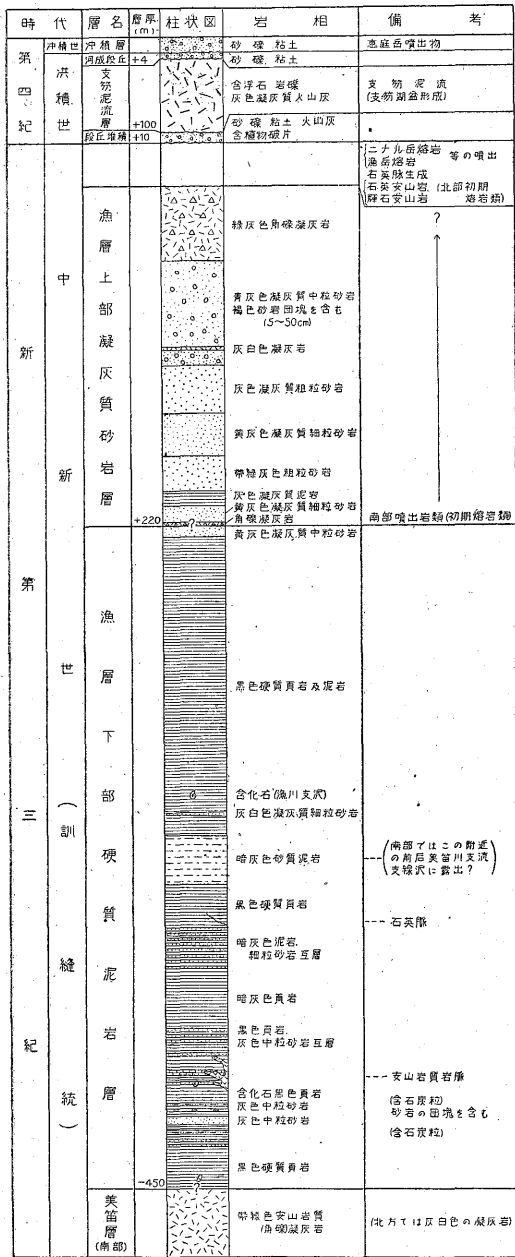 時代 層名 層厚(m) 柱状図 岩相 備考
第四紀
沖積世 沖積層 砂 礫 粘土 恵庭岳噴出物
洪積世
河成段丘 +4 砂 礫 粘土
支笏泥流層 +100
含浮石 岩礫
灰色凝灰質火山灰
支笏泥流
(支笏湖盆形成)
砂 礫 粘土 火山灰
段丘堆積 +10 含植物破片
ニナル岳熔岩
漁岳熔岩 等の噴出
石英脈生成
石英安山岩 (北部初期
輝石安山岩 熔岩類)
?
新第三紀
中新世(訓縫統)
漁層上部凝灰質砂岩層
+220
緑灰色角礫凝灰岩
青灰色凝灰質中粒砂岩
褐色砂岩団塊を含む
(5~50cm)
灰白色凝灰岩
灰色凝灰質粗粒砂岩
黄灰色凝灰質細粒砂岩
帯緑灰色粗粒砂岩
灰色凝灰質泥岩
黄灰色凝灰質細粒砂岩
角礫凝灰岩
?
南部噴出岩類(初期熔岩類)
漁層下部硬質泥岩層
-450
黄灰色凝灰質中粒砂岩
黒色硬質頁岩及泥岩
含化石(漁川支沢)
灰白色凝灰質細粒砂岩
暗灰色砂質泥岩
(南部ではこの附近
の前后美笛川支流
支線沢に露出?)
黒色硬質頁岩
石英脈
暗灰色泥岩.
細粒砂岩互層
暗灰色頁岩
黒色頁岩.
灰色中粒砂岩互層
安山岩質岩脈
含化石黒色頁岩 (含石炭粒)
灰色中粒砂岩 砂岩の団塊を含む
灰色中粒砂岩 (含石炭粒)
黒色硬質頁岩
?
美笛層
(南部)
帯緑色安山岩質
(角礫)凝灰岩
(北方では灰白色の凝灰岩)